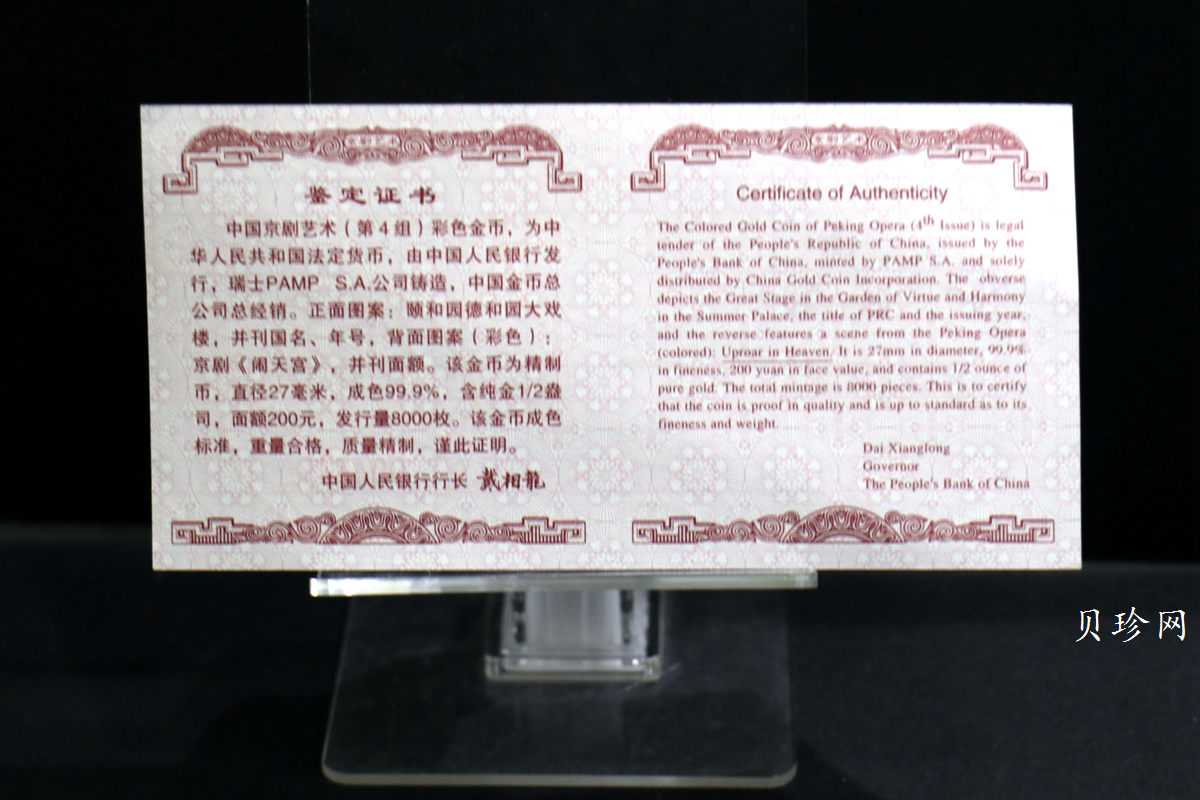 鉴定证书
中国京剧艺术（第4组）彩色金币，为中
华人民共和国法定货币，由中国人民银行发
行，瑞士PAMP S.A.公司铸造，中国金币总
公司总经销。正面图案：颐和园德和园大戏
楼，并刊国名、年号，背面图案（彩色）：
京剧《闹天宫》，并刊面额。该金币为精制
币，直径27毫米，成色99.9%，含纯金1/2盎
司，面额200元，发行量8000枚。该金币成色
标准，重量合格，质量精制，谨此证明。
中国人民银行行长 戴相龍
Certificate of Authenticity
The Colored Gold Coin of Peking Opera (4th Issue) is legal
tender of the People's Republic of China, issued by the
People's Bank of China, minted by PAMP S.A. and solely
distributed by China Gold Coin Incorporation. The obverse
depicts the Great Stage in the Garden of Virtue and Harmony
in the Summer Palace, the title of PRC and the issuing year,
and the reverse features a scene from the Peking Opera
(colored): Uproar in Heaven. It is 27mm in diameter, 99.9%
in fineness, 200 yuan in face value, and contains 1/2 ounce of
pure gold. The total mintage is 8000 pieces. This is to certify
that the coin is proof in quality and is up to standard as to its
fineness and weight.
Dai Xianglong
Governor
The People's Bank of China
贝珍网